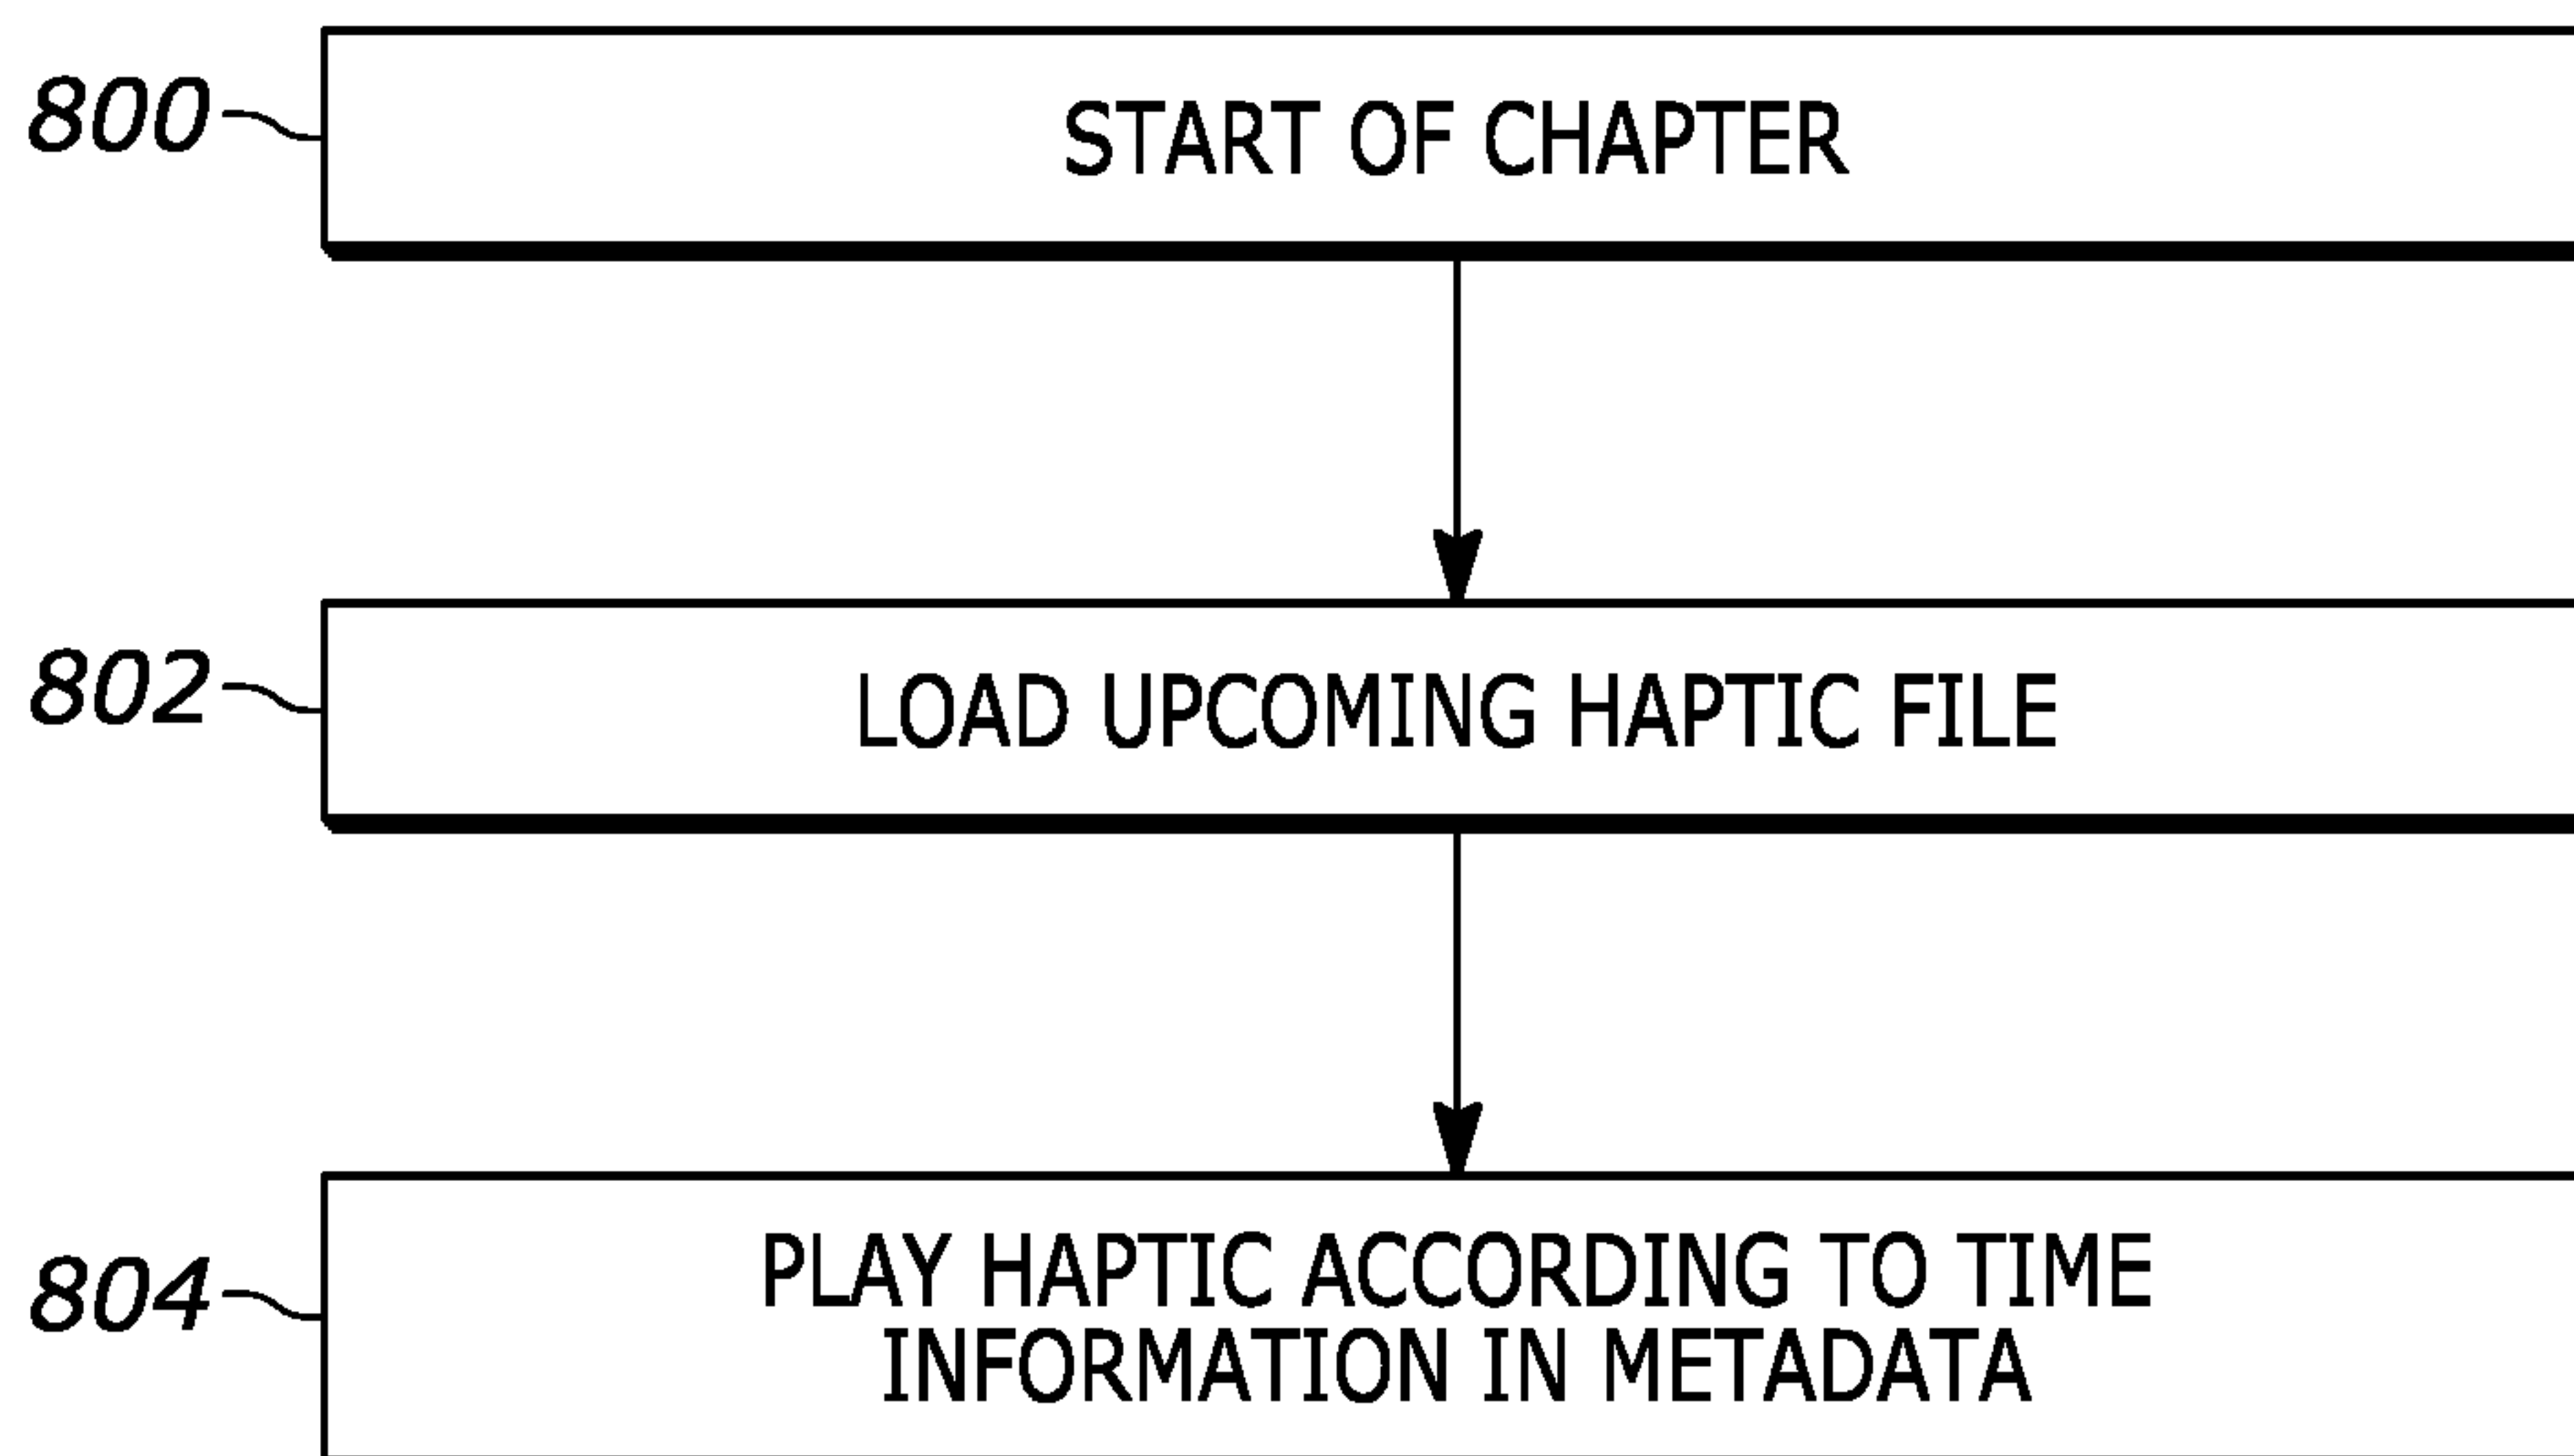 800
START OF CHAPTER
802
LOAD UPCOMING HAPTIC FILE
804
PLAY HAPTIC ACCORDING TO TIME
INFORMATION IN METADATA